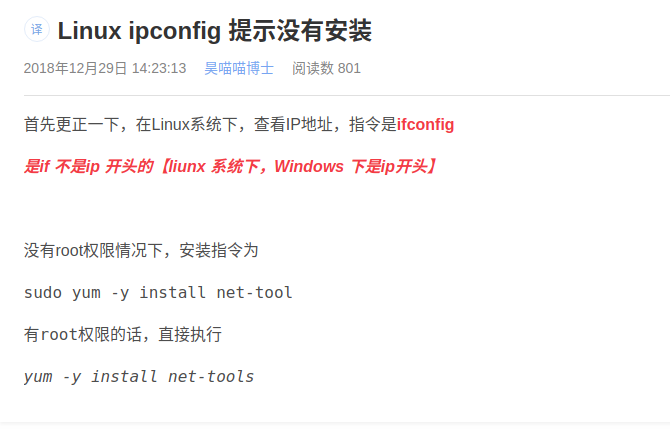 译 Linux ipconfig 提示没有安装
2018年12月29日 14:23:13 昊喵喵博士 阅读数 801
首先更正一下，在Linux系统下，查看IP地址，指令是ifconfig
是if 不是ip 开头的【liunx 系统下，Windows 下是ip开头】
没有root权限情况下，安装指令为
sudo yum -y install net-tool
有root权限的话，直接执行
yum -y install net-tools